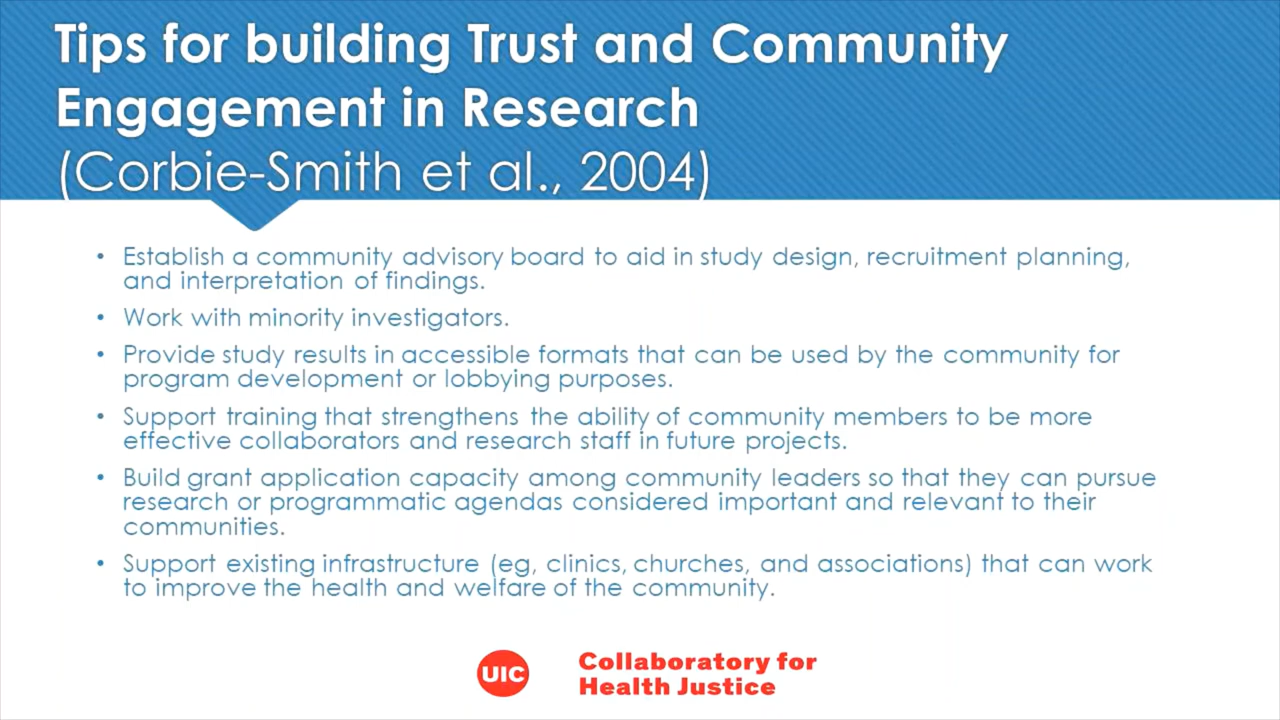 Tips for building Trust and Community
Engagement in Research
(Corbie-Smith et al., 2004)
• Establish a community advisory board to aid in study design, recruitment planning,
and interpretation of findings.
• Work with minority investigators.
• Provide study results in accessible formats that can be used by the community for
program development or lobbying purposes.
• Support training that strengthens the ability of community members to be more
effective collaborators and research staff in future projects.
• Build grant application capacity among community leaders so that they can pursue
research or programmatic agendas considered important and relevant to their
communities.
• Support existing infrastructure (eg, clinics, churches, and associations) that can work
to improve the health and welfare of the community.
UIC
Collaboratory for
Health Justice